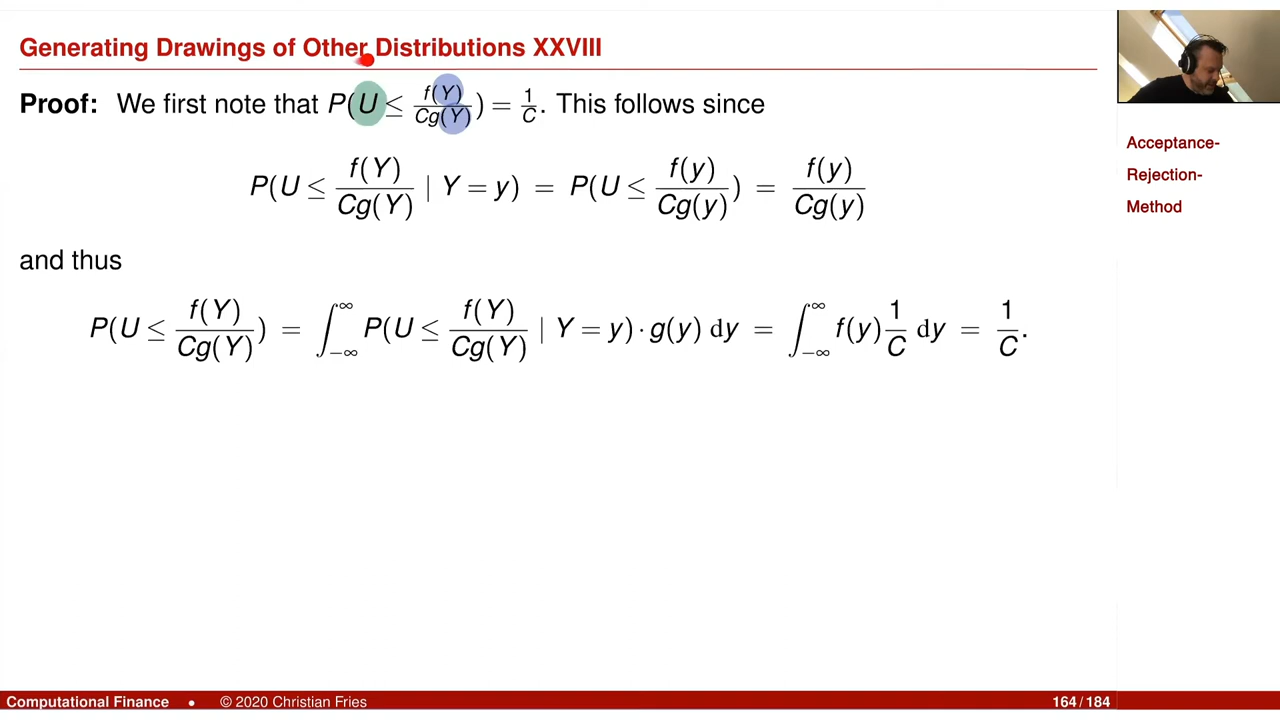 Generating Drawings of Other Distributions XXVIII
Proof: We first note that P(U ≤ f(Y)/Cg(Y)) = 1/C. This follows since
P(U ≤ f(Y)/Cg(Y) | Y = y) = P(U ≤ f(y)/Cg(y)) = f(y)/Cg(y)
and thus
P(U ≤ f(Y)/Cg(Y)) = ∫_{-∞}^{∞} P(U ≤ f(Y)/Cg(Y) | Y = y) · g(y) dy = ∫_{-∞}^{∞} f(y) 1/C dy = 1/C.
Acceptance-
Rejection-
Method
Computational Finance • © 2020 Christian Fries 164 / 184